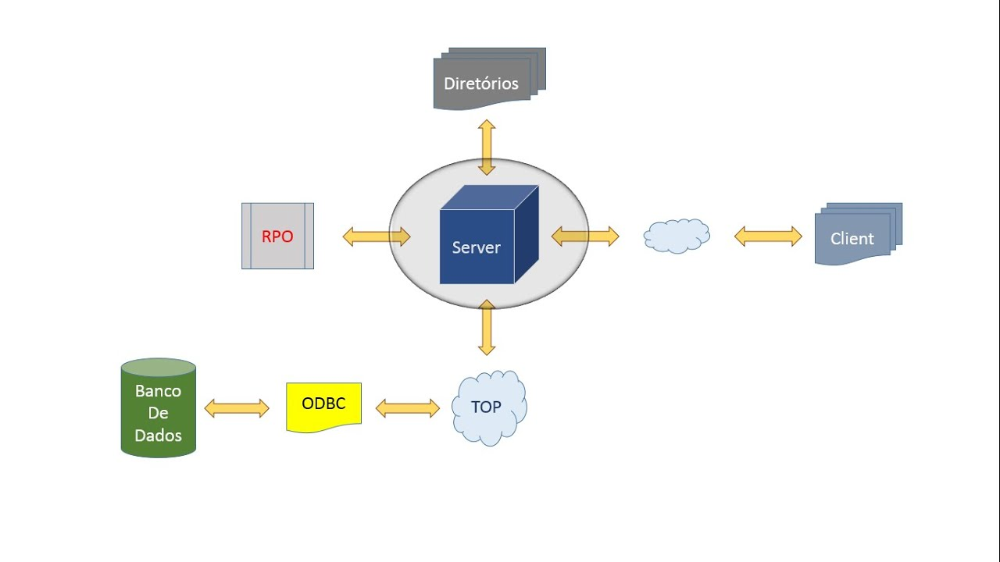 Diretórios
RPO
Server
Client
Banco
De
Dados
ODBC
TOP